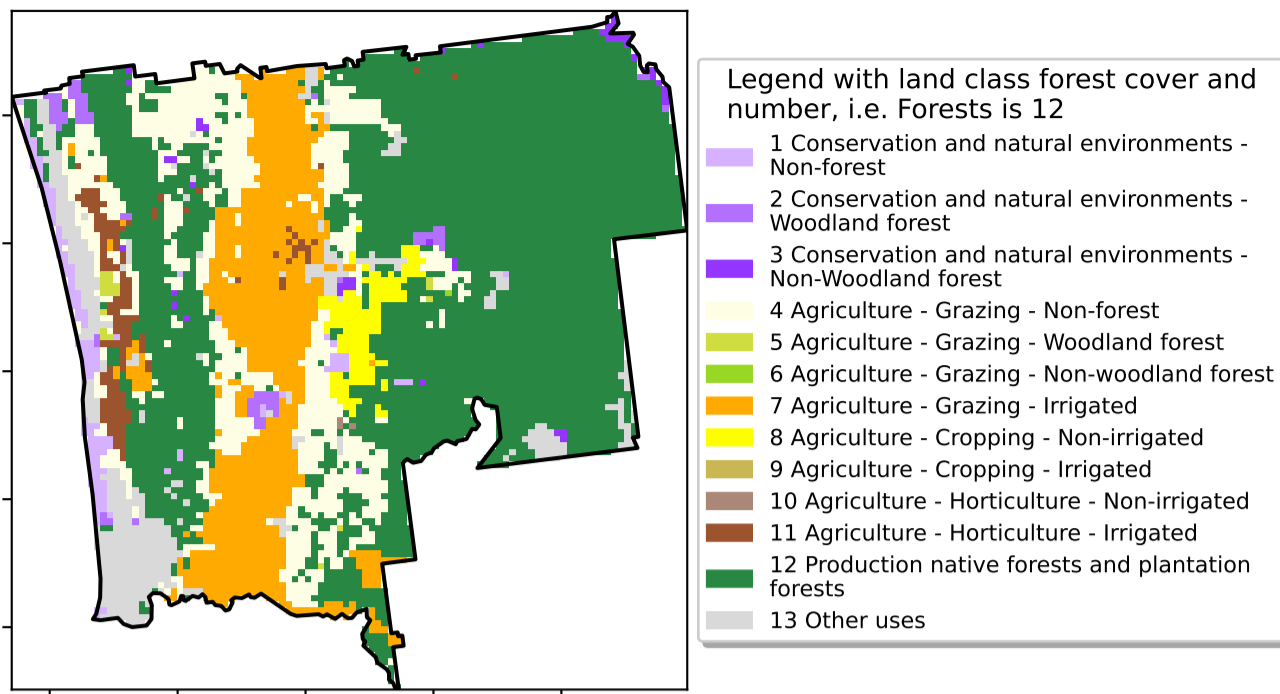 Legend with land class forest cover and
number, i.e. Forests is 12
1 Conservation and natural environments -
Non-forest
2 Conservation and natural environments -
Woodland forest
3 Conservation and natural environments -
Non-Woodland forest
4 Agriculture - Grazing - Non-forest
5 Agriculture - Grazing - Woodland forest
6 Agriculture - Grazing - Non-woodland forest
7 Agriculture - Grazing - Irrigated
8 Agriculture - Cropping - Non-irrigated
9 Agriculture - Cropping - Irrigated
10 Agriculture - Horticulture - Non-irrigated
11 Agriculture - Horticulture - Irrigated
12 Production native forests and plantation
forests
13 Other uses